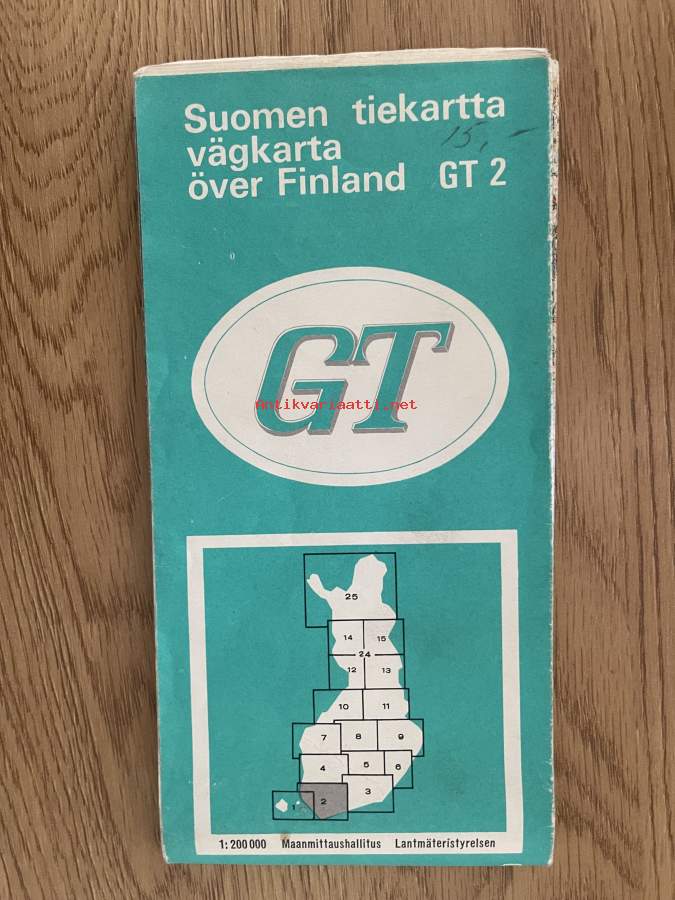 Suomen tiekartta
15,-
vägkarta
över Finland GT 2
GT
antikvariaatti.net
25
14 15
24
12 13
10 11
7 8 9
4 5 6
3
1 2
1:200 000 Maanmittaushallitus Lantmäteristyrelsen